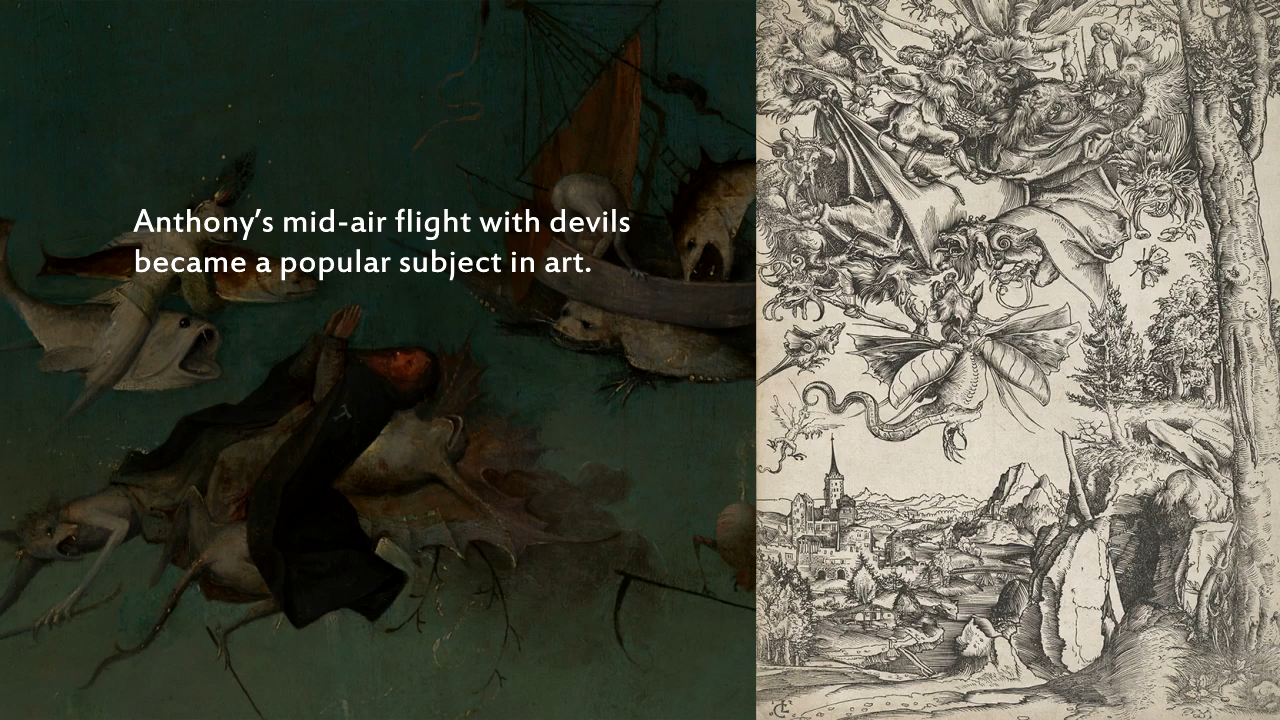 Anthony’s mid-air flight with devils
became a popular subject in art.